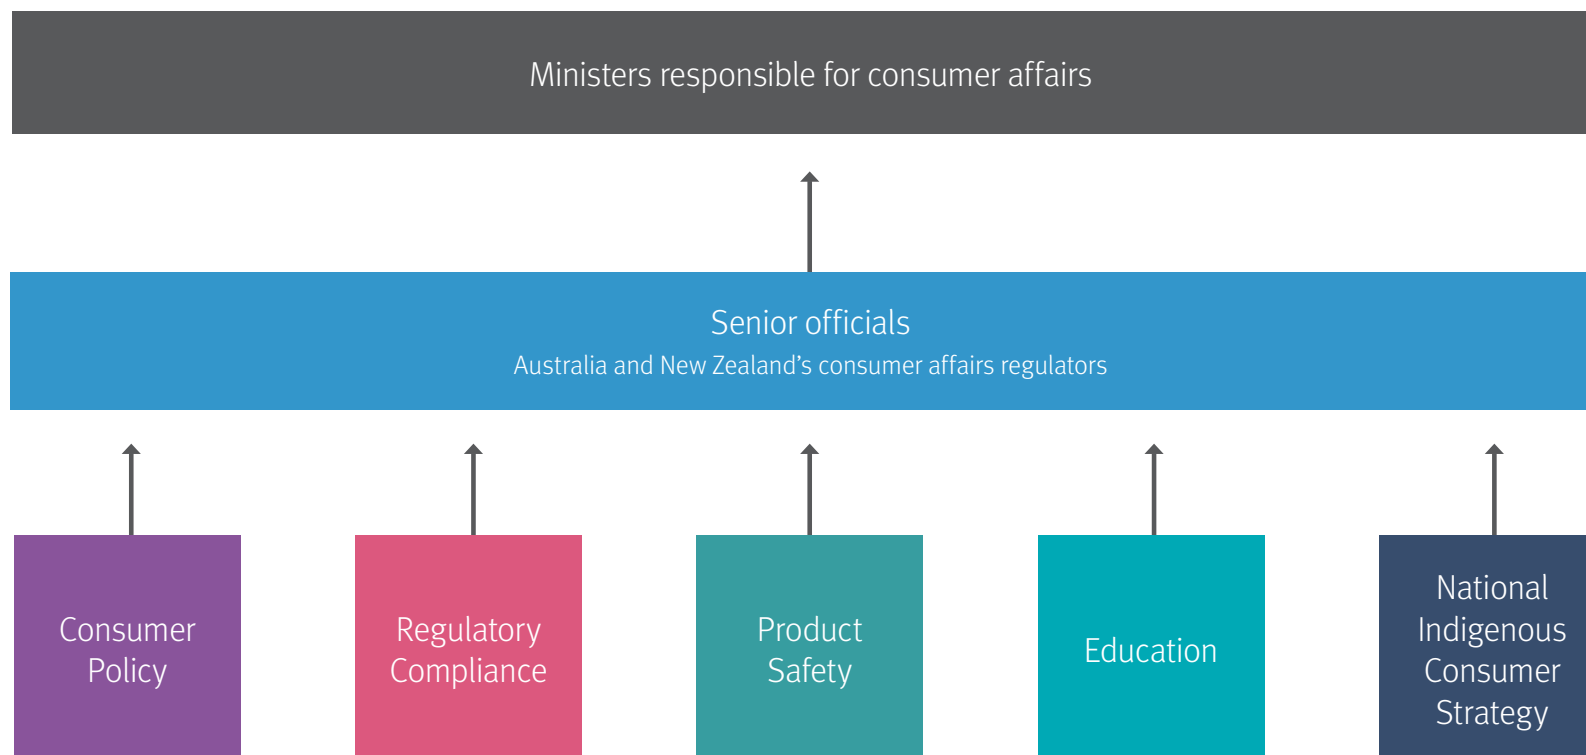 Ministers responsible for consumer affairs
Senior officials
Australia and New Zealand’s consumer affairs regulators
Consumer
Policy
Regulatory
Compliance
Product
Safety
Education
National
Indigenous
Consumer
Strategy